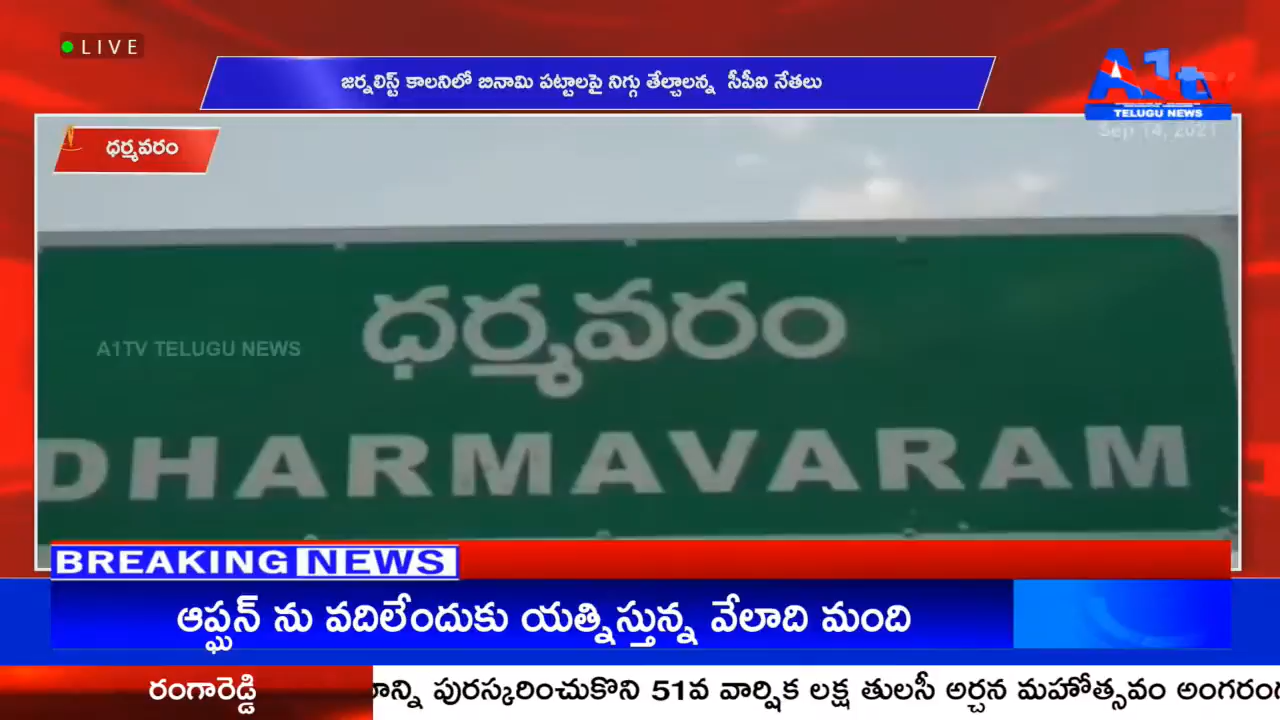 LIVE
జర్నలిస్ట్ కాలనిలో బినామి పట్టాలపై నిగ్గు తేల్చాలన్న సీపీఐ నేతలు
A1tv
TELUGU NEWS
Sep 14, 2021
ధర్మవరం
ధర్మవరం
A1TV TELUGU NEWS
DHARMAVARAM
BREAKING NEWS
ఆప్ఘన్ ను వదిలేందుకు యత్నిస్తున్న వేలాది మంది
రంగారెడ్డి
పురస్కరించుకొని 51వ వార్షిక లక్ష తులసీ అర్చన మహోత్సవం